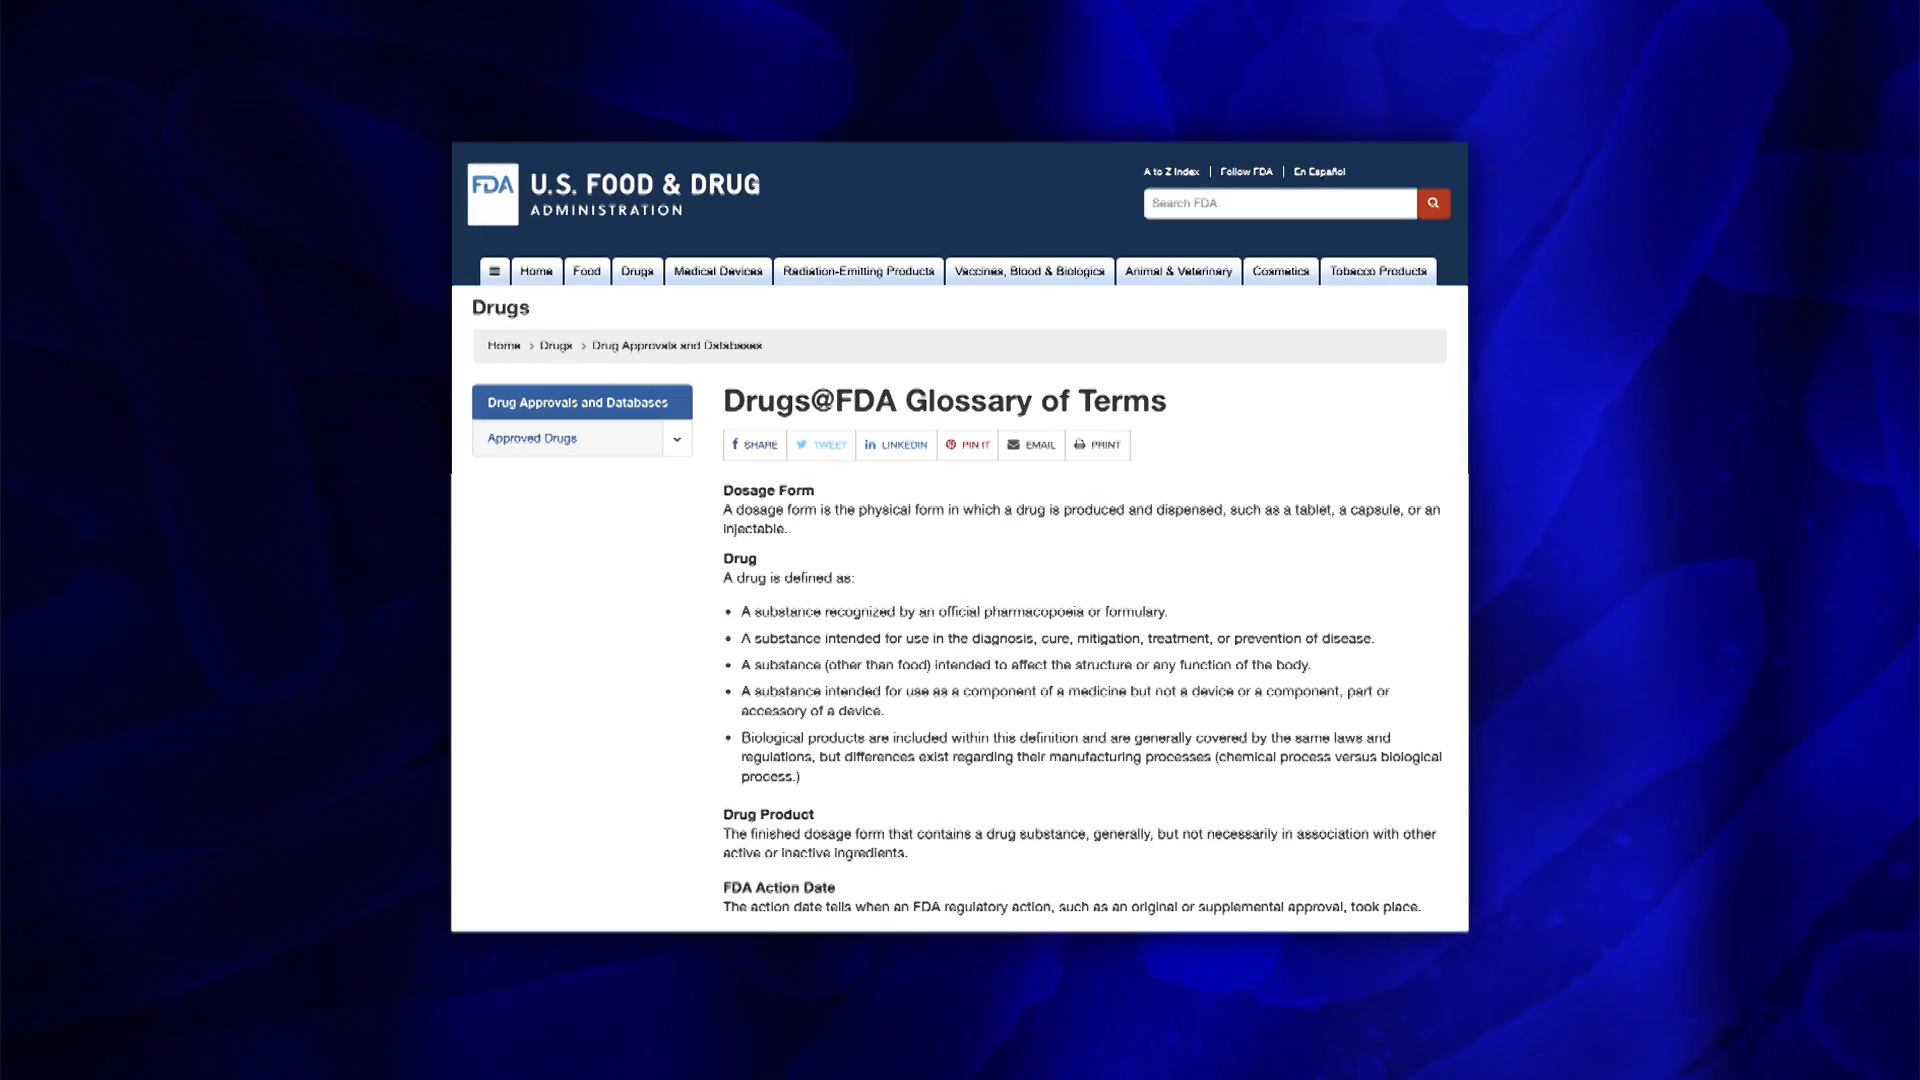 FDA
U.S. FOOD & DRUG
ADMINISTRATION
A to Z Index | Follow FDA | En Español
Search FDA
Home Food Drugs Medical Devices Radiation-Emitting Products Vaccines, Blood & Biologics Animal & Veterinary Cosmetics Tobacco Products
Drugs
Home > Drugs > Drug Approvals and Databases
Drug Approvals and Databases
Approved Drugs
Drugs@FDA Glossary of Terms
SHARE TWEET LINKEDIN PIN IT EMAIL PRINT
Dosage Form
A dosage form is the physical form in which a drug is produced and dispensed, such as a tablet, a capsule, or an
injectable.
Drug
A drug is defined as:
• A substance recognized by an official pharmacopoeia or formulary.
• A substance intended for use in the diagnosis, cure, mitigation, treatment, or prevention of disease.
• A substance (other than food) intended to affect the structure or any function of the body.
• A substance intended for use as a component of a medicine but not a device or a component, part or
accessory of a device.
• Biological products are included within this definition and are generally covered by the same laws and
regulations, but differences exist regarding their manufacturing processes (chemical process versus biological
process.)
Drug Product
The finished dosage form that contains a drug substance, generally, but not necessarily in association with other
active or inactive ingredients.
FDA Action Date
The action date tells when an FDA regulatory action, such as an original or supplemental approval, took place.